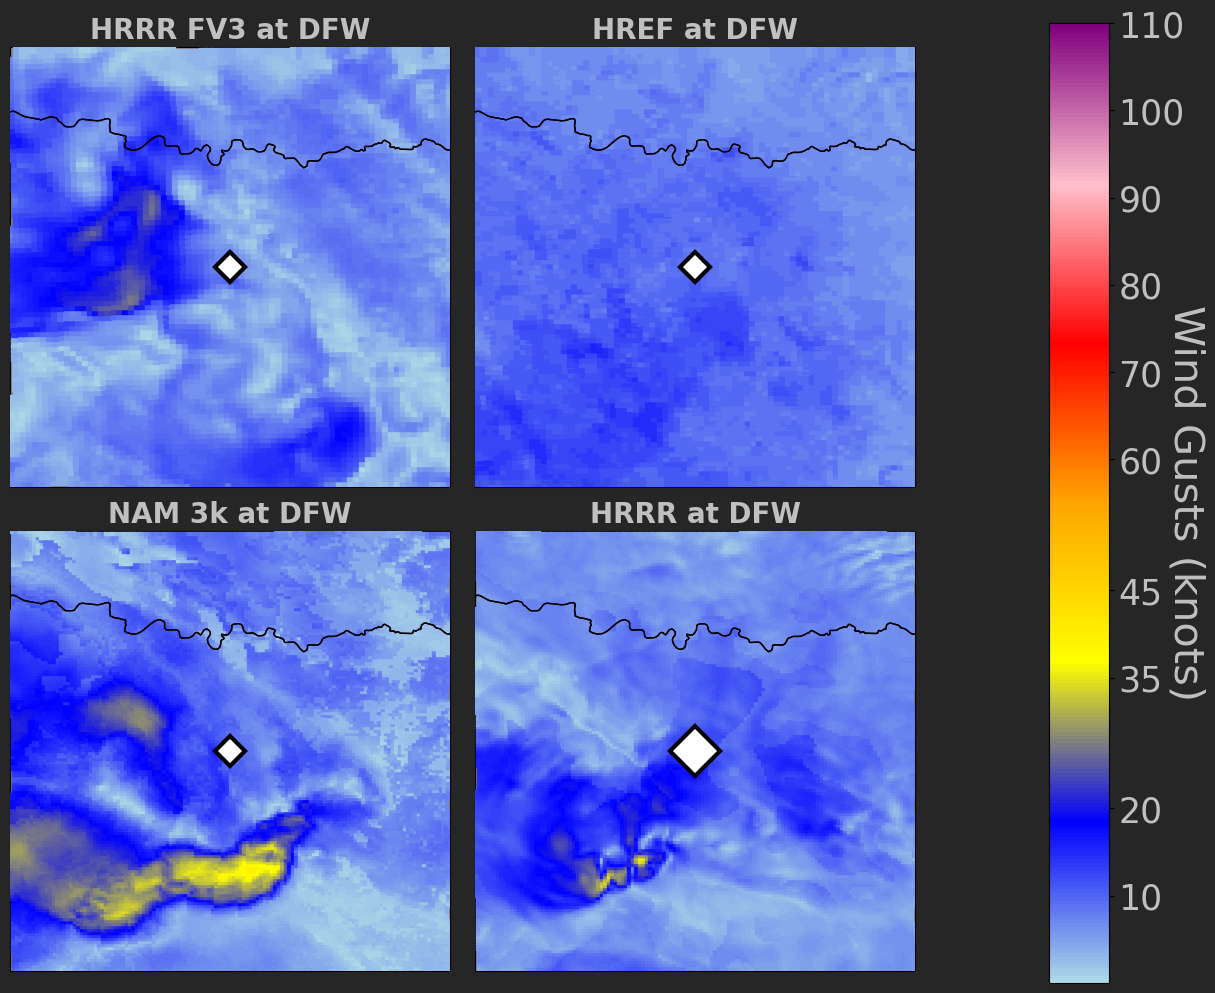 HRRR FV3 at DFW
HREF at DFW
NAM 3k at DFW
HRRR at DFW
110
100
90
80
70
60
45
35
20
10
Wind Gusts (knots)